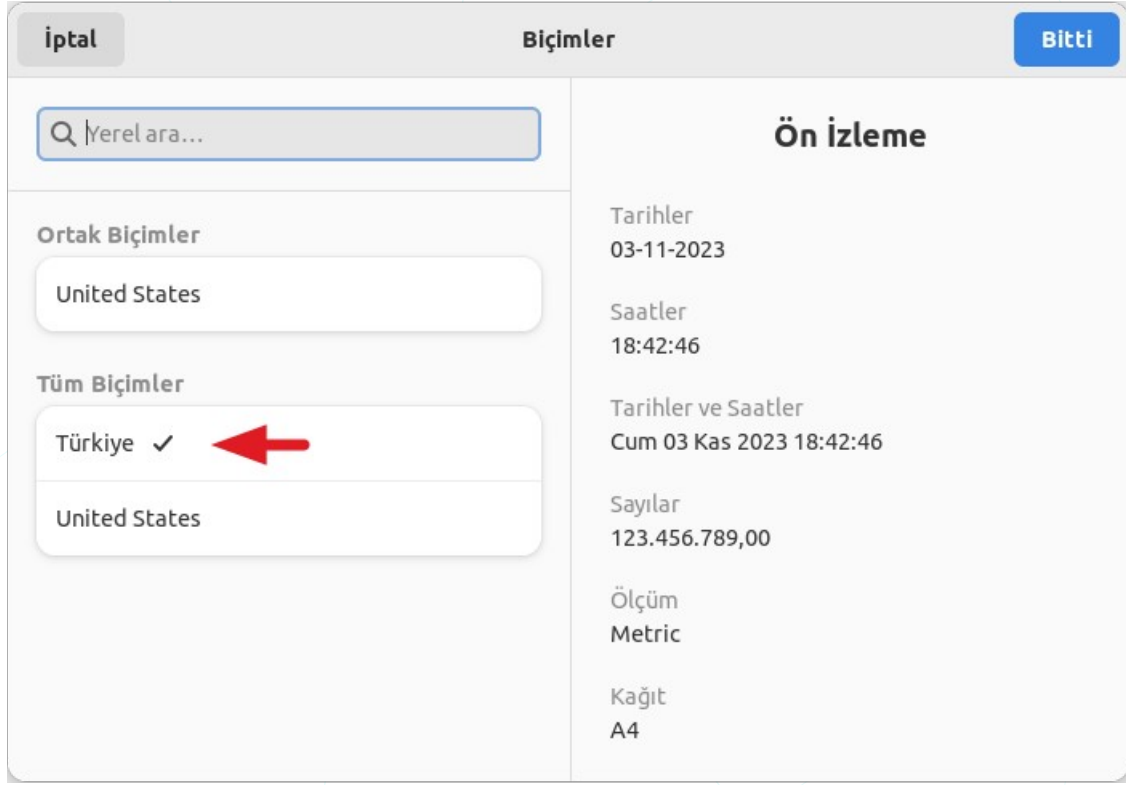 İptal
Biçimler
Bitti
Yerel ara...
Ortak Biçimler
United States
Tüm Biçimler
Türkiye
United States
Ön İzleme
Tarihler
03-11-2023
Saatler
18:42:46
Tarihler ve Saatler
Cum 03 Kas 2023 18:42:46
Sayılar
123.456.789,00
Ölçüm
Metric
Kağıt
A4